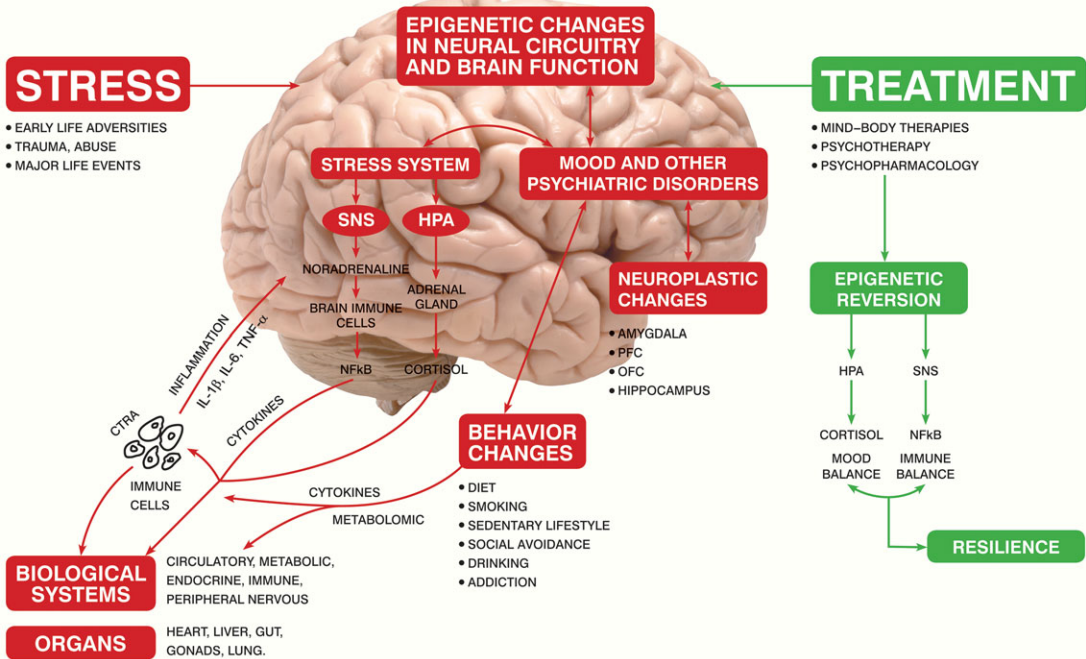 EPIGENETIC CHANGES
IN NEURAL CIRCUITRY
AND BRAIN FUNCTION
STRESS
• EARLY LIFE ADVERSITIES
• TRAUMA, ABUSE
• MAJOR LIFE EVENTS
TREATMENT
• MIND–BODY THERAPIES
• PSYCHOTHERAPY
• PSYCHOPHARMACOLOGY
STRESS SYSTEM
MOOD AND OTHER
PSYCHIATRIC DISORDERS
SNS
HPA
NORADRENALINE
BRAIN IMMUNE
CELLS
NFkB
ADRENAL
GLAND
CORTISOL
NEUROPLASTIC
CHANGES
• AMYGDALA
• PFC
• OFC
• HIPPOCAMPUS
EPIGENETIC
REVERSION
HPA
SNS
CORTISOL
NFkB
MOOD
BALANCE
IMMUNE
BALANCE
RESILIENCE
INFLAMMATION
IL-1β, IL-6, TNF-α
CTRA
IMMUNE
CELLS
CYTOKINES
BEHAVIOR
CHANGES
• DIET
• SMOKING
• SEDENTARY LIFESTYLE
• SOCIAL AVOIDANCE
• DRINKING
• ADDICTION
CYTOKINES
METABOLOMIC
BIOLOGICAL
SYSTEMS
CIRCULATORY, METABOLIC,
ENDOCRINE, IMMUNE,
PERIPHERAL NERVOUS
ORGANS
HEART, LIVER, GUT,
GONADS, LUNG.